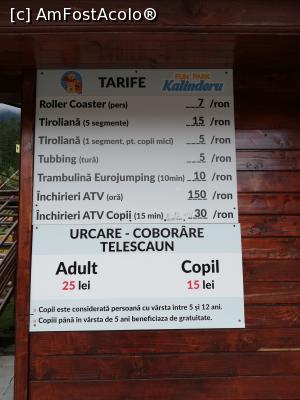 [c] AmFostAcolo®
TARIFE
FUN PARK
Kalinderu
Roller Coaster (pers) 7 /ron
Tiroliană (5 segmente) 15 /ron
Tiroliană (1 segment, pt. copii mici) 5 /ron
Tubbing (tură) 5 /ron
Trambulină Eurojumping (10min) 10 /ron
Închirieri ATV (oră) 150 /ron
Închirieri ATV Copii (15 min) 30 /ron
URCARE - COBORÂRE
TELESCAUN
Adult Copil
25 lei 15 lei
Copil este considerată persoană cu vârsta între 5 și 12 ani.
Copiii până în vârsta de 5 ani beneficiaza de gratuitate.